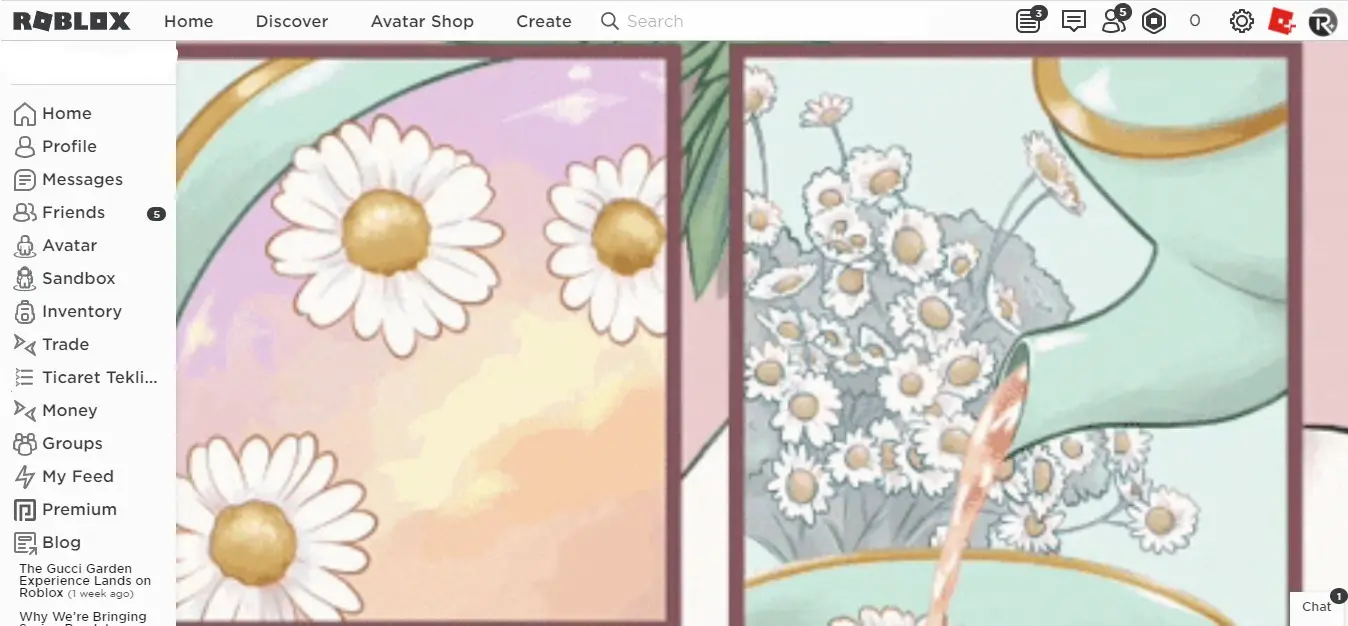 ROBLOX Home Discover Avatar Shop Create Search 3 5 0
Home
Profile
Messages
Friends 5
Avatar
Sandbox
Inventory
Trade
Ticaret Tekli...
Money
Groups
My Feed
Premium
Blog
The Gucci Garden
Experience Lands on
Roblox (1 week ago)
Why We're Bringing
Chat 1